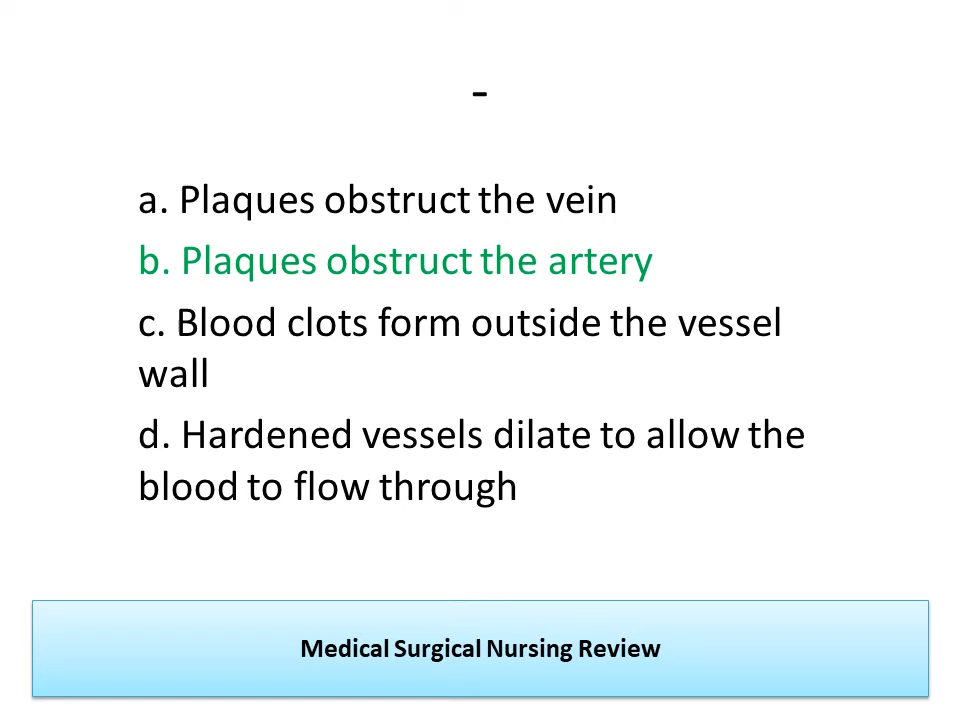 -
a. Plaques obstruct the vein
b. Plaques obstruct the artery
c. Blood clots form outside the vessel
wall
d. Hardened vessels dilate to allow the
blood to flow through
Medical Surgical Nursing Review